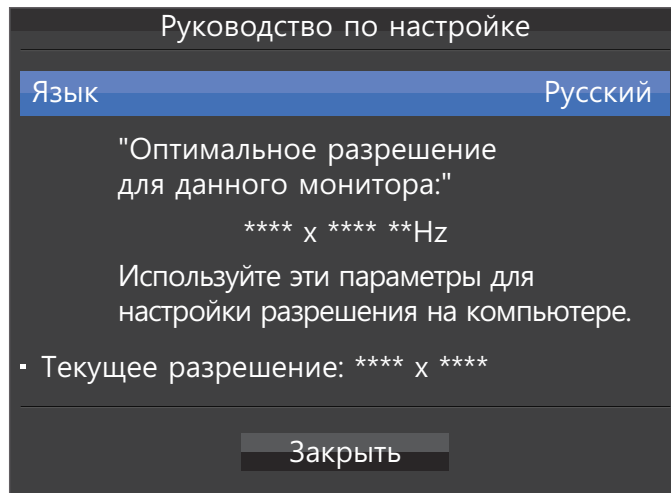 Руководство по настройке
Язык Русский
"Оптимальное разрешение
для данного монитора:"
**** x **** **Hz
Используйте эти параметры для
настройки разрешения на компьютере.
Текущее разрешение: **** x ****
Закрыть